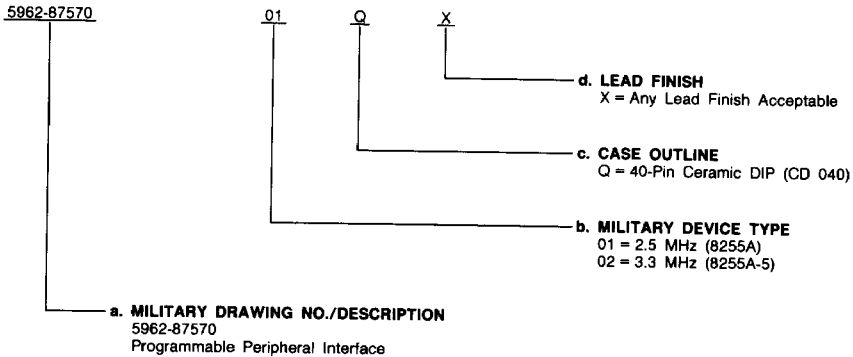 5962-87570 01 Q X
d. LEAD FINISH
X = Any Lead Finish Acceptable
c. CASE OUTLINE
Q = 40-Pin Ceramic DIP (CD 040)
b. MILITARY DEVICE TYPE
01 = 2.5 MHz (8255A)
02 = 3.3 MHz (8255A-5)
a. MILITARY DRAWING NO./DESCRIPTION
5962-87570
Programmable Peripheral Interface